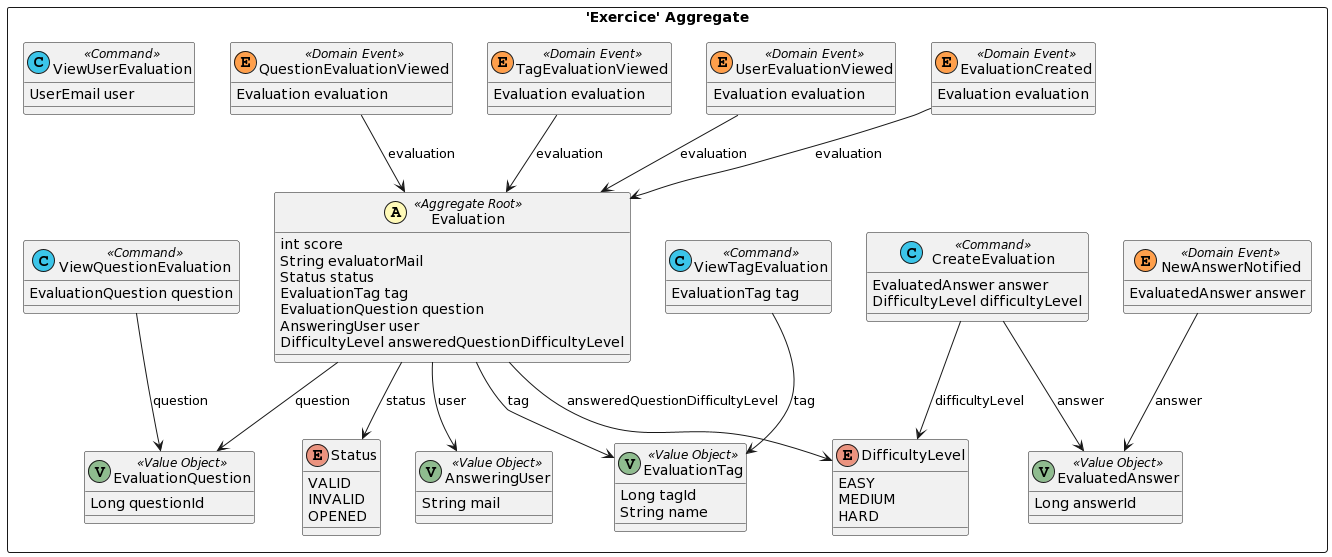 'Exercice' Aggregate
C
«Command»
ViewUserEvaluation
UserEmail user
E
«Domain Event»
QuestionEvaluationViewed
Evaluation evaluation
E
«Domain Event»
TagEvaluationViewed
Evaluation evaluation
E
«Domain Event»
UserEvaluationViewed
Evaluation evaluation
E
«Domain Event»
EvaluationCreated
Evaluation evaluation
evaluation
evaluation
evaluation
evaluation
C
«Command»
ViewQuestionEvaluation
EvaluationQuestion question
A
«Aggregate Root»
Evaluation
int score
String evaluatorMail
Status status
EvaluationTag tag
EvaluationQuestion question
AnsweringUser user
DifficultyLevel answeredQuestionDifficultyLevel
C
«Command»
ViewTagEvaluation
EvaluationTag tag
C
«Command»
CreateEvaluation
EvaluatedAnswer answer
DifficultyLevel difficultyLevel
E
«Domain Event»
NewAnswerNotified
EvaluatedAnswer answer
question
question
status
user
tag
answeredQuestionDifficultyLevel
tag
difficultyLevel
answer
answer
V
«Value Object»
EvaluationQuestion
Long questionId
E
Status
VALID
INVALID
OPENED
V
«Value Object»
AnsweringUser
String mail
V
«Value Object»
EvaluationTag
Long tagId
String name
E
DifficultyLevel
EASY
MEDIUM
HARD
V
«Value Object»
EvaluatedAnswer
Long answerId